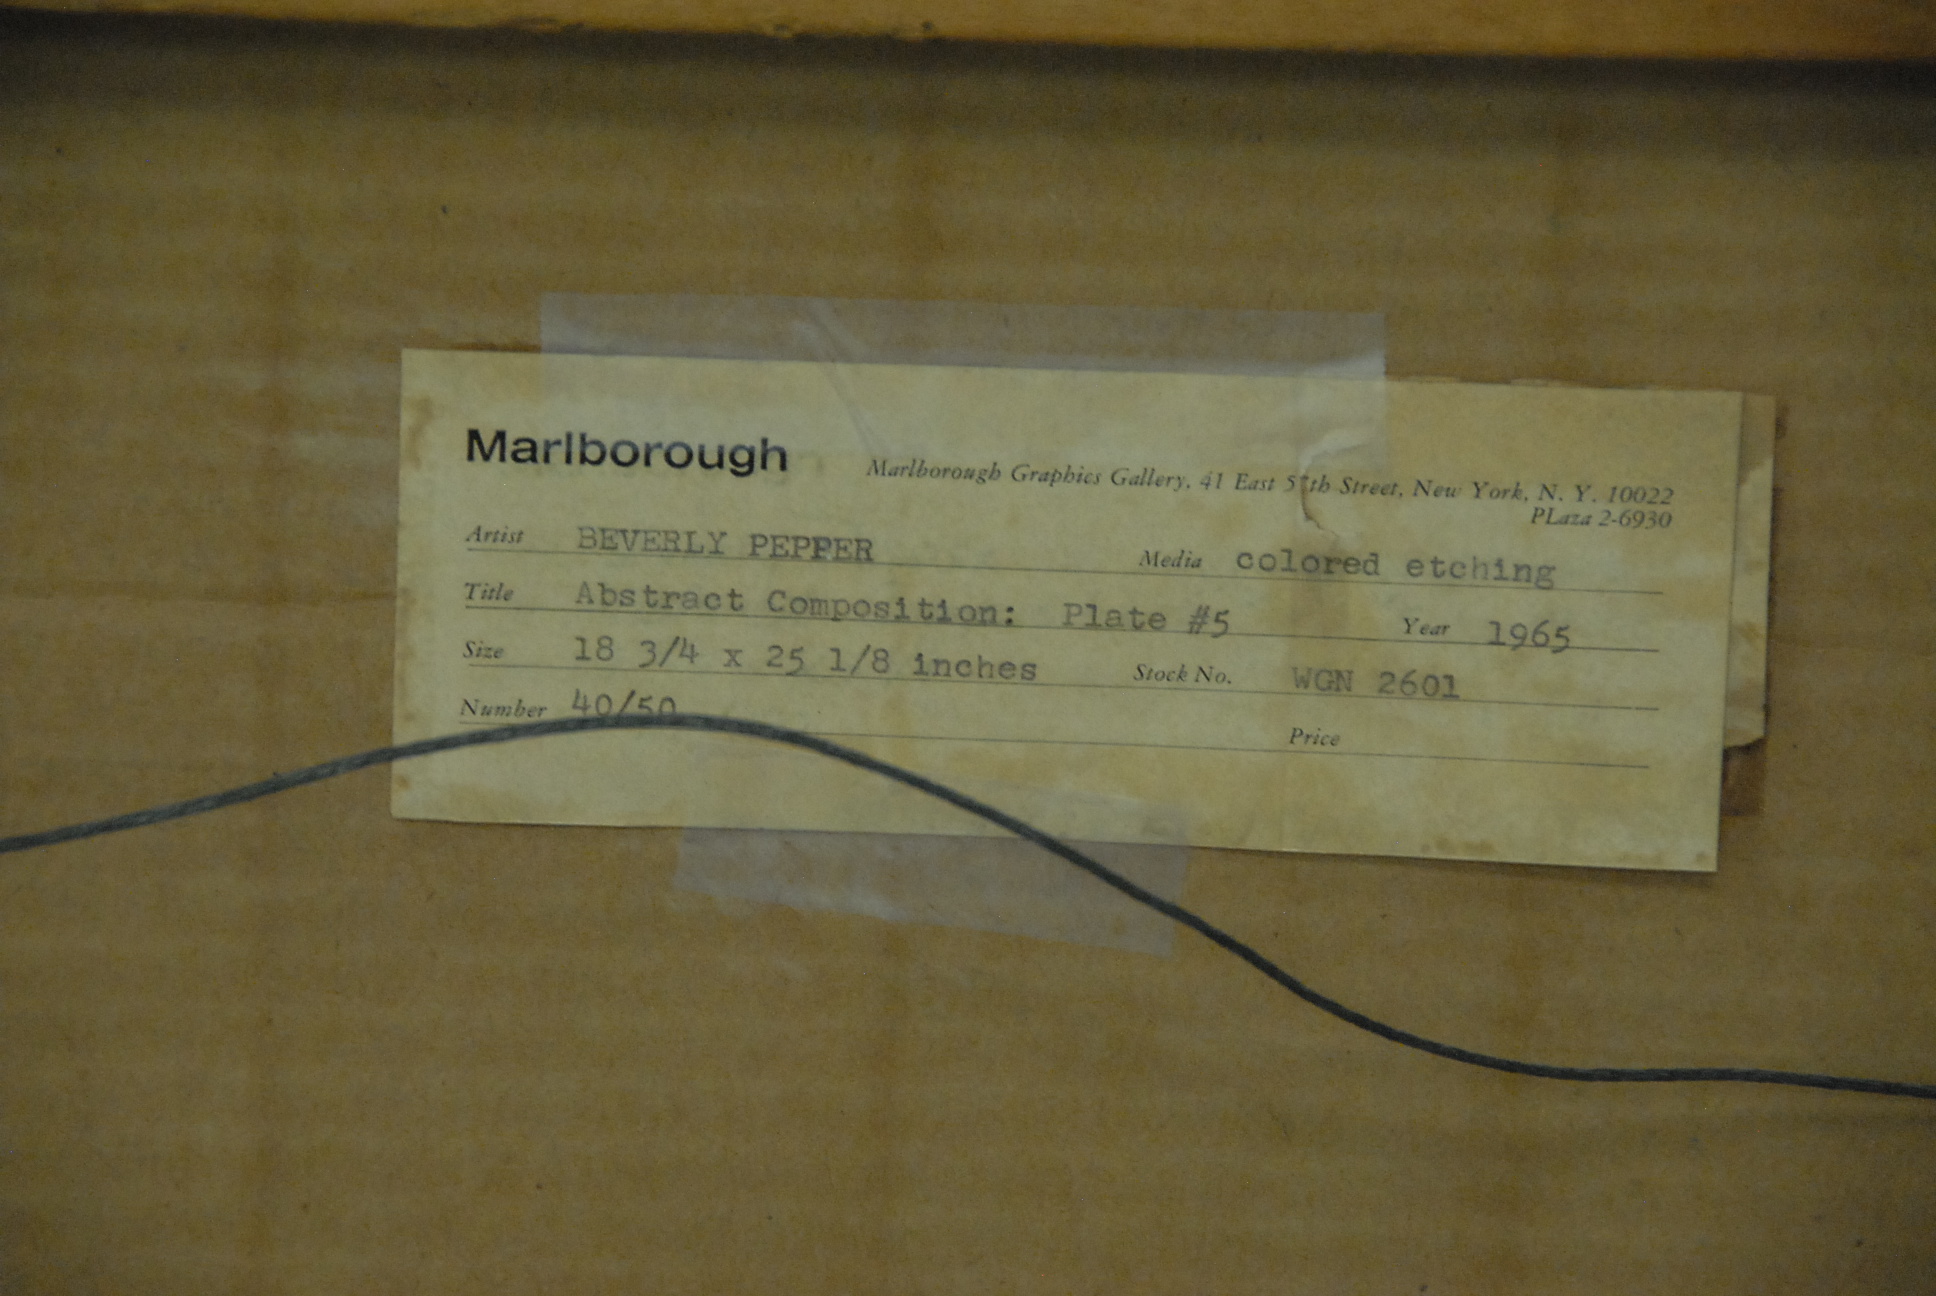 Marlborough
Marlborough Graphics Gallery, 41 East 57th Street, New York, N. Y. 10022
PLaza 2-6930
Artist BEVERLY PEPPER Media colored etching
Title Abstract Composition: Plate #5 Year 1965
Size 18 3/4 x 25 1/8 inches Stock No. WGN 2601
Number 40/50 Price